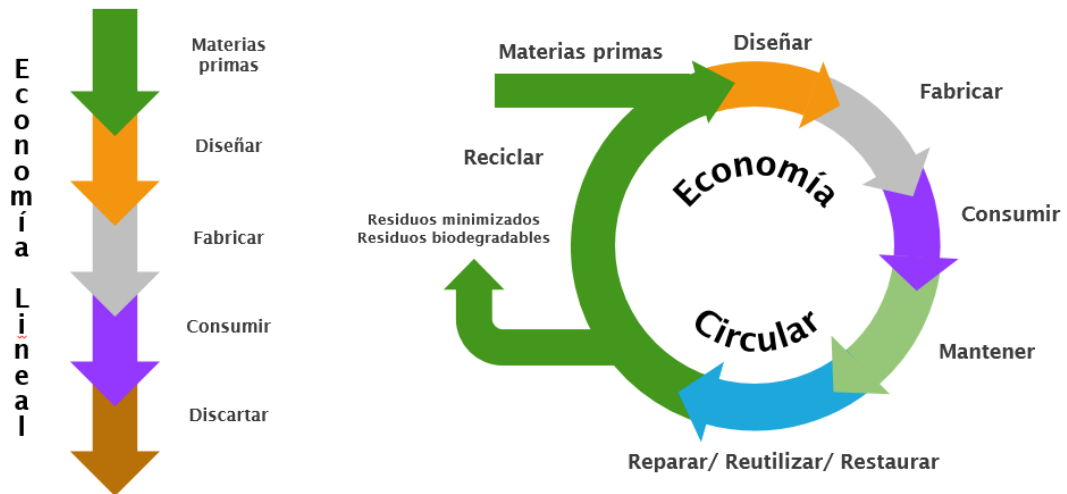 Economía Lineal
Materias
primas
Diseñar
Fabricar
Consumir
Discartar
Materias primas
Diseñar
Fabricar
Consumir
Mantener
Reparar/ Reutilizar/ Restaurar
Reciclar
Residuos minimizados
Residuos biodegradables
Economía
Circular